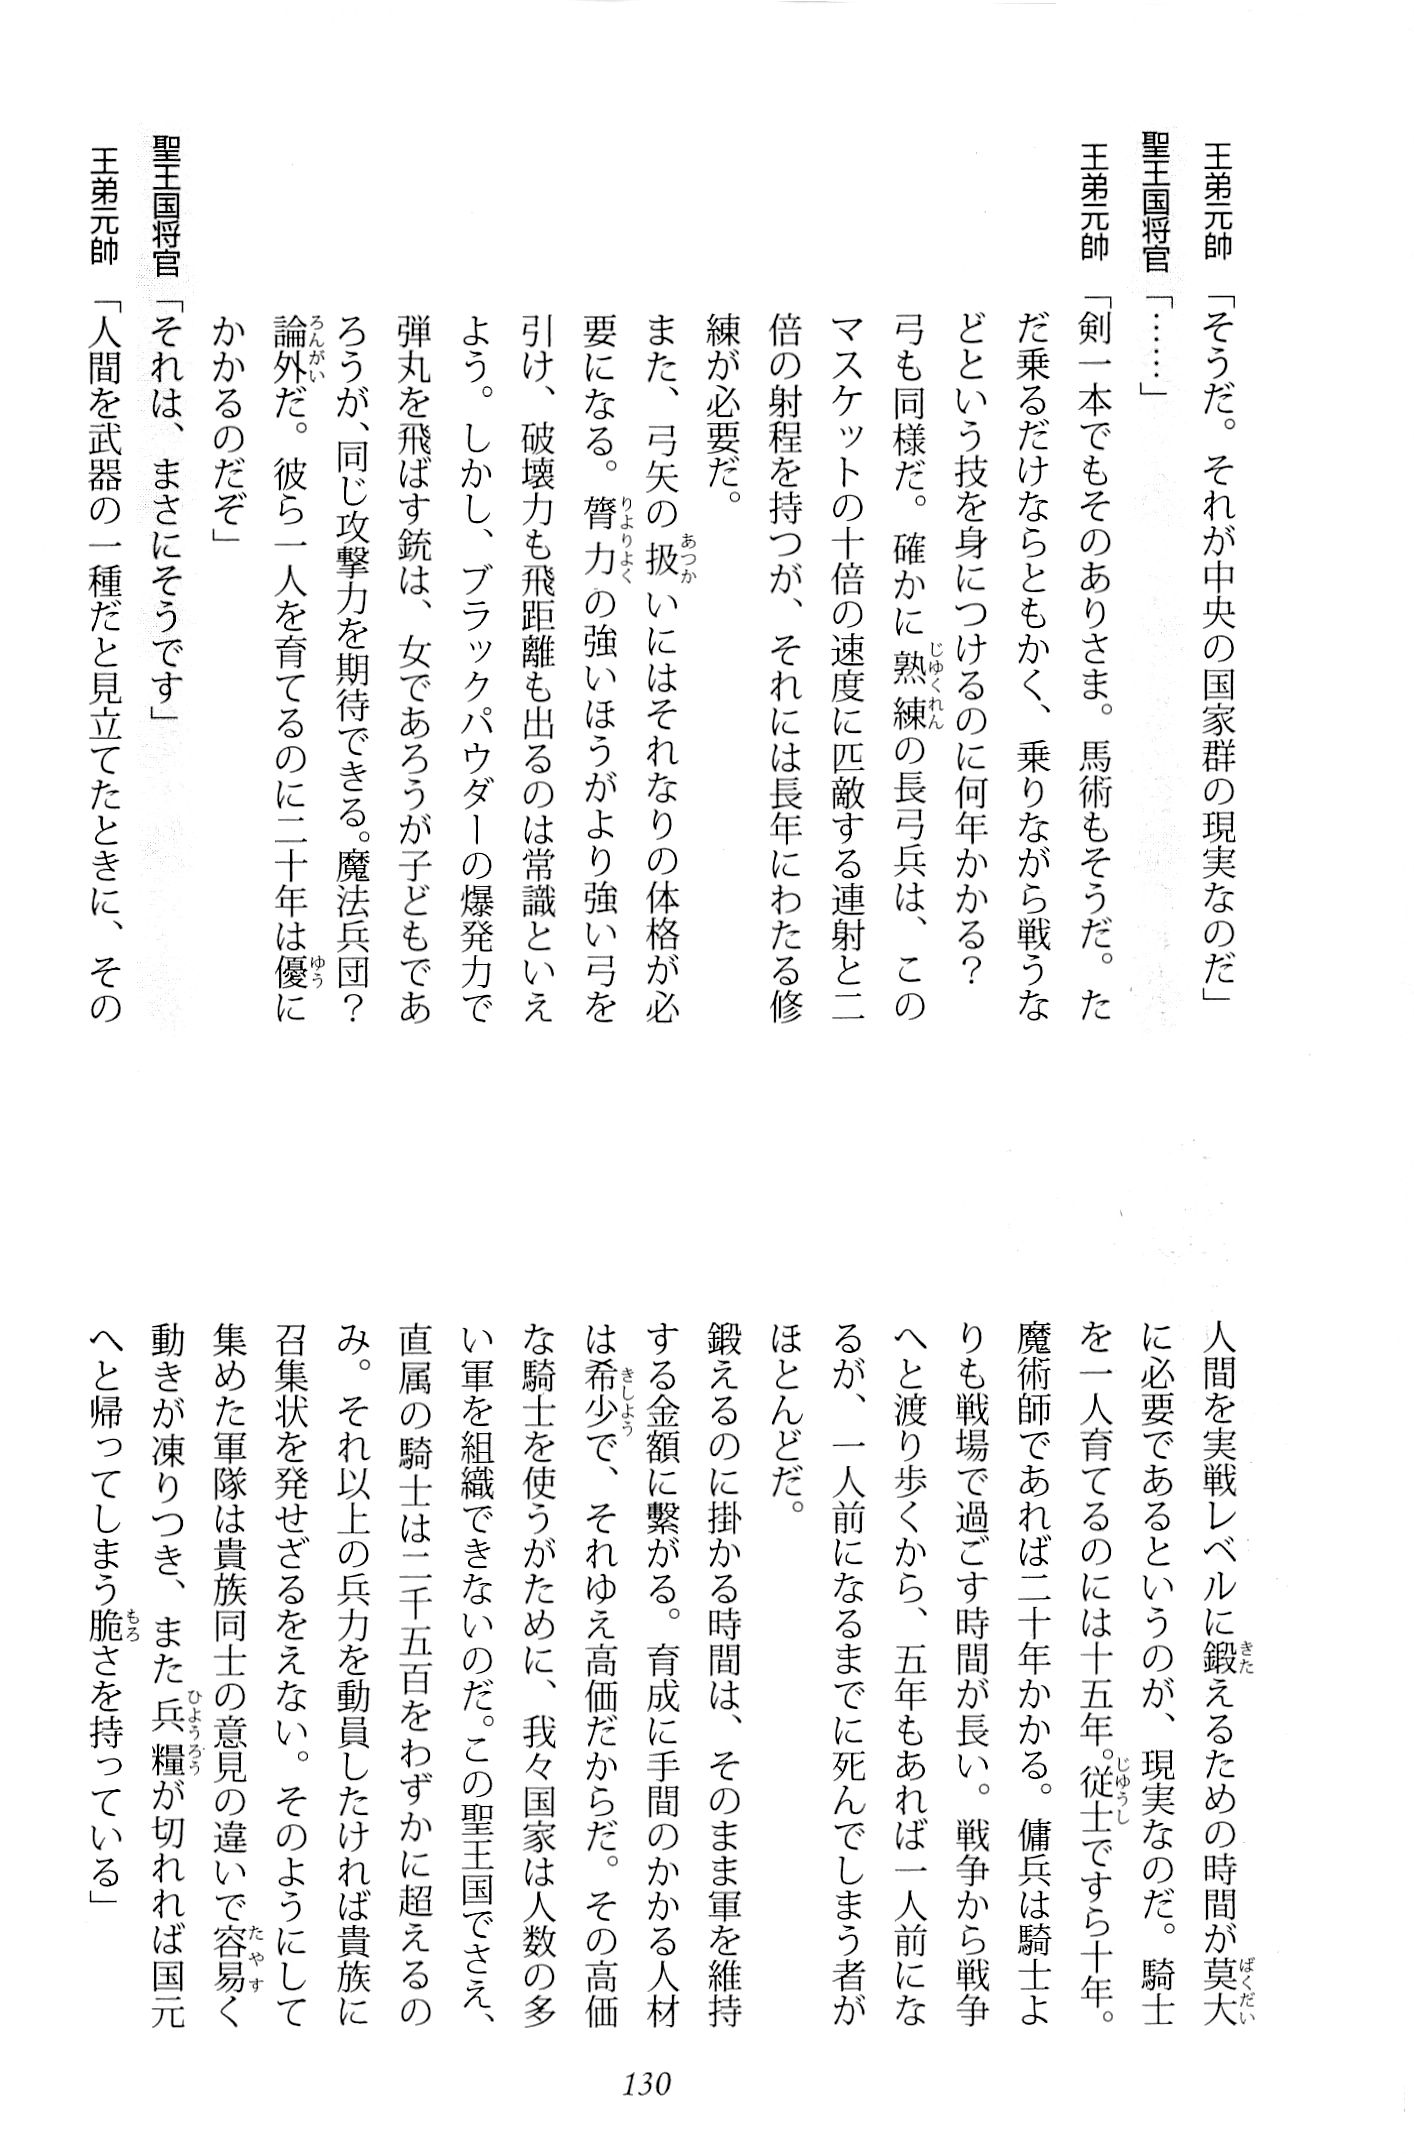 王弟元帥「そうだ。それが中央の国家群の現実なのだ」
聖王国将官「……」
王弟元帥「剣一本でもそのありさま。馬術もそうだ。た
だ乗るだけならともかく、乗りながら戦うな
どという技を身につけるのに何年かかる？
弓も同様だ。確かに熟練の長弓兵は、この
マスケットの十倍の速度に匹敵する連射と二
倍の射程を持つが、それには長年にわたる修
練が必要だ。
また、弓矢の扱いにはそれなりの体格が必
要になる。膂力の強いほうがより強い弓を
引け、破壊力も飛距離も出るのは常識といえ
よう。しかし、ブラックパウダーの爆発力で
弾丸を飛ばす銃は、女であろうが子どもであ
ろうが、同じ攻撃力を期待できる。魔法兵団？
論外だ。彼ら一人を育てるのに二十年は優に
かかるのだぞ」
聖王国将官「それは、まさにそうです」
王弟元帥「人間を武器の一種だと見立てたときに、その
人間を実戦レベルに鍛えるための時間が莫大
に必要であるというのが、現実なのだ。騎士
を一人育てるのには十五年。従士ですら十年。
魔術師であれば二十年かかる。傭兵は騎士よ
りも戦場で過ごす時間が長い。戦争から戦争
へと渡り歩くから、五年もあれば一人前にな
るが、一人前になるまでに死んでしまう者が
ほとんどだ。
鍛えるのに掛かる時間は、そのまま軍を維持
する金額に繋がる。育成に手間のかかる人材
は希少で、それゆえ高価だからだ。その高価
な騎士を使うがために、我々国家は人数の多
い軍を組織できないのだ。この聖王国でさえ、
直属の騎士は二千五百をわずかに超えるの
み。それ以上の兵力を動員したければ貴族に
召集状を発せざるをえない。そのようにして
集めた軍隊は貴族同士の意見の違いで容易く
動きが凍りつき、また兵糧が切れれば国元
へと帰ってしまう脆さを持っている」
130